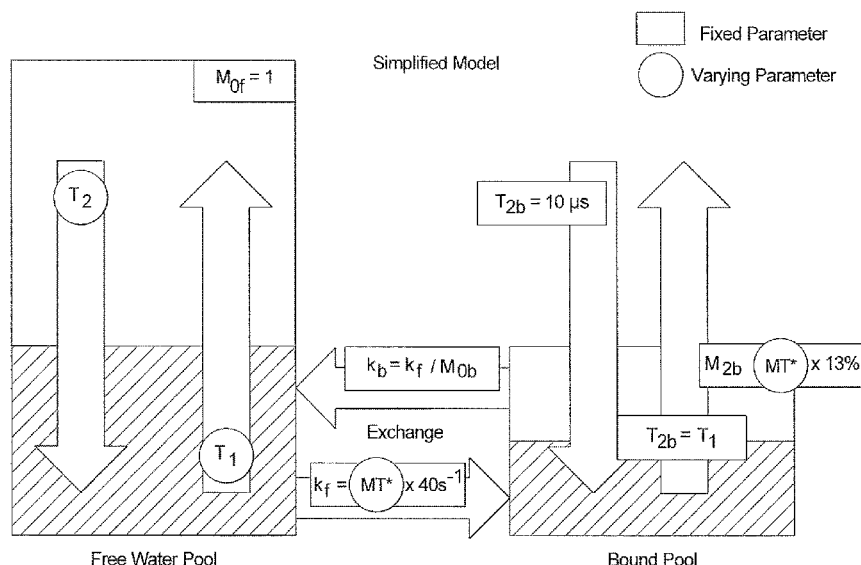 Fixed Parameter
Simplified Model
Varying Parameter
M0f = 1
T2
T2b = 10 µs
kb = kf / M0b
M2b MT* x 13%
Exchange
T2b = T1
T1
kf = MT* x 40s-1
Free Water Pool
Bound Pool